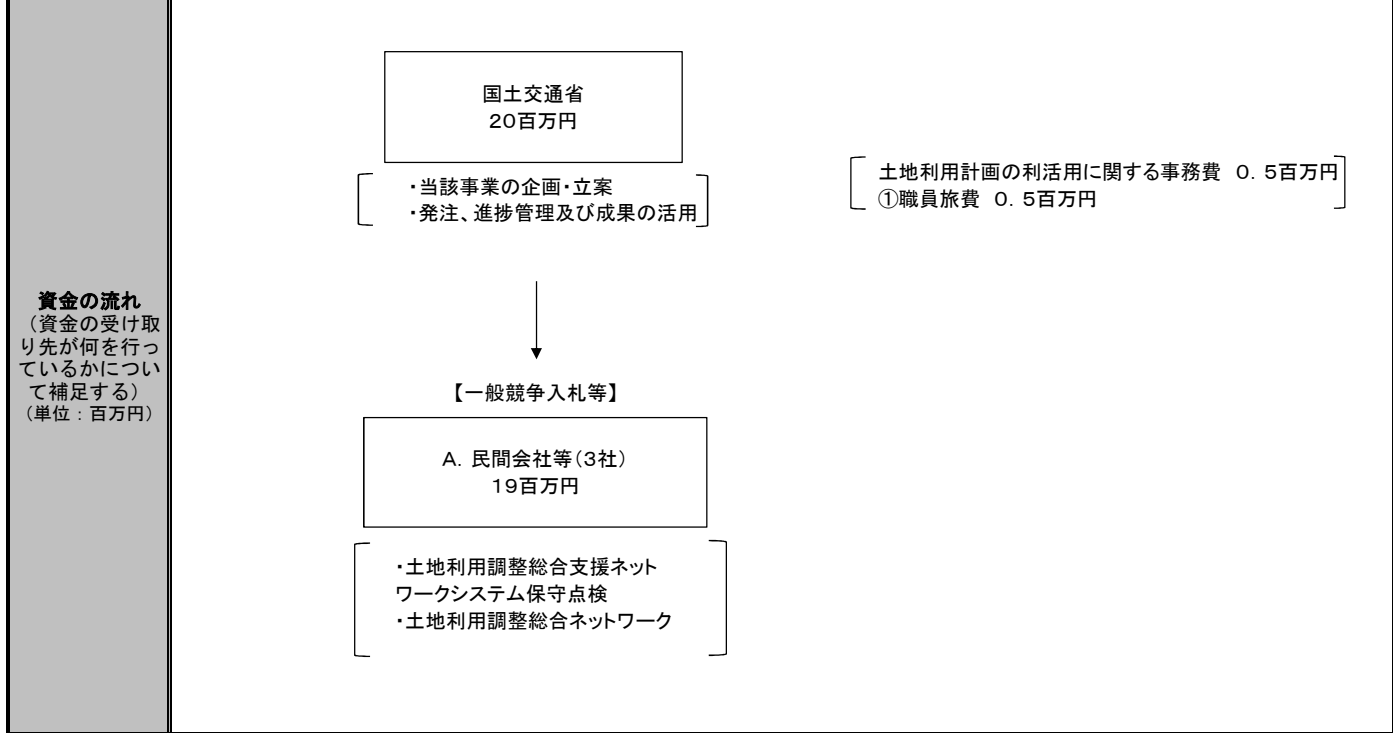 資金の流れ
（資金の受け取
り先が何を行っ
ているかについ
て補足する）
（単位：百万円）
国土交通省
２０百万円
・当該事業の企画・立案
・発注、進捗管理及び成果の活用
土地利用計画の利活用に関する事務費　０．５百万円
①職員旅費　０．５百万円
【一般競争入札等】
Ａ．民間会社等（３社）
１９百万円
・土地利用調整総合支援ネット
ワークシステム保守点検
・土地利用調整総合ネットワーク